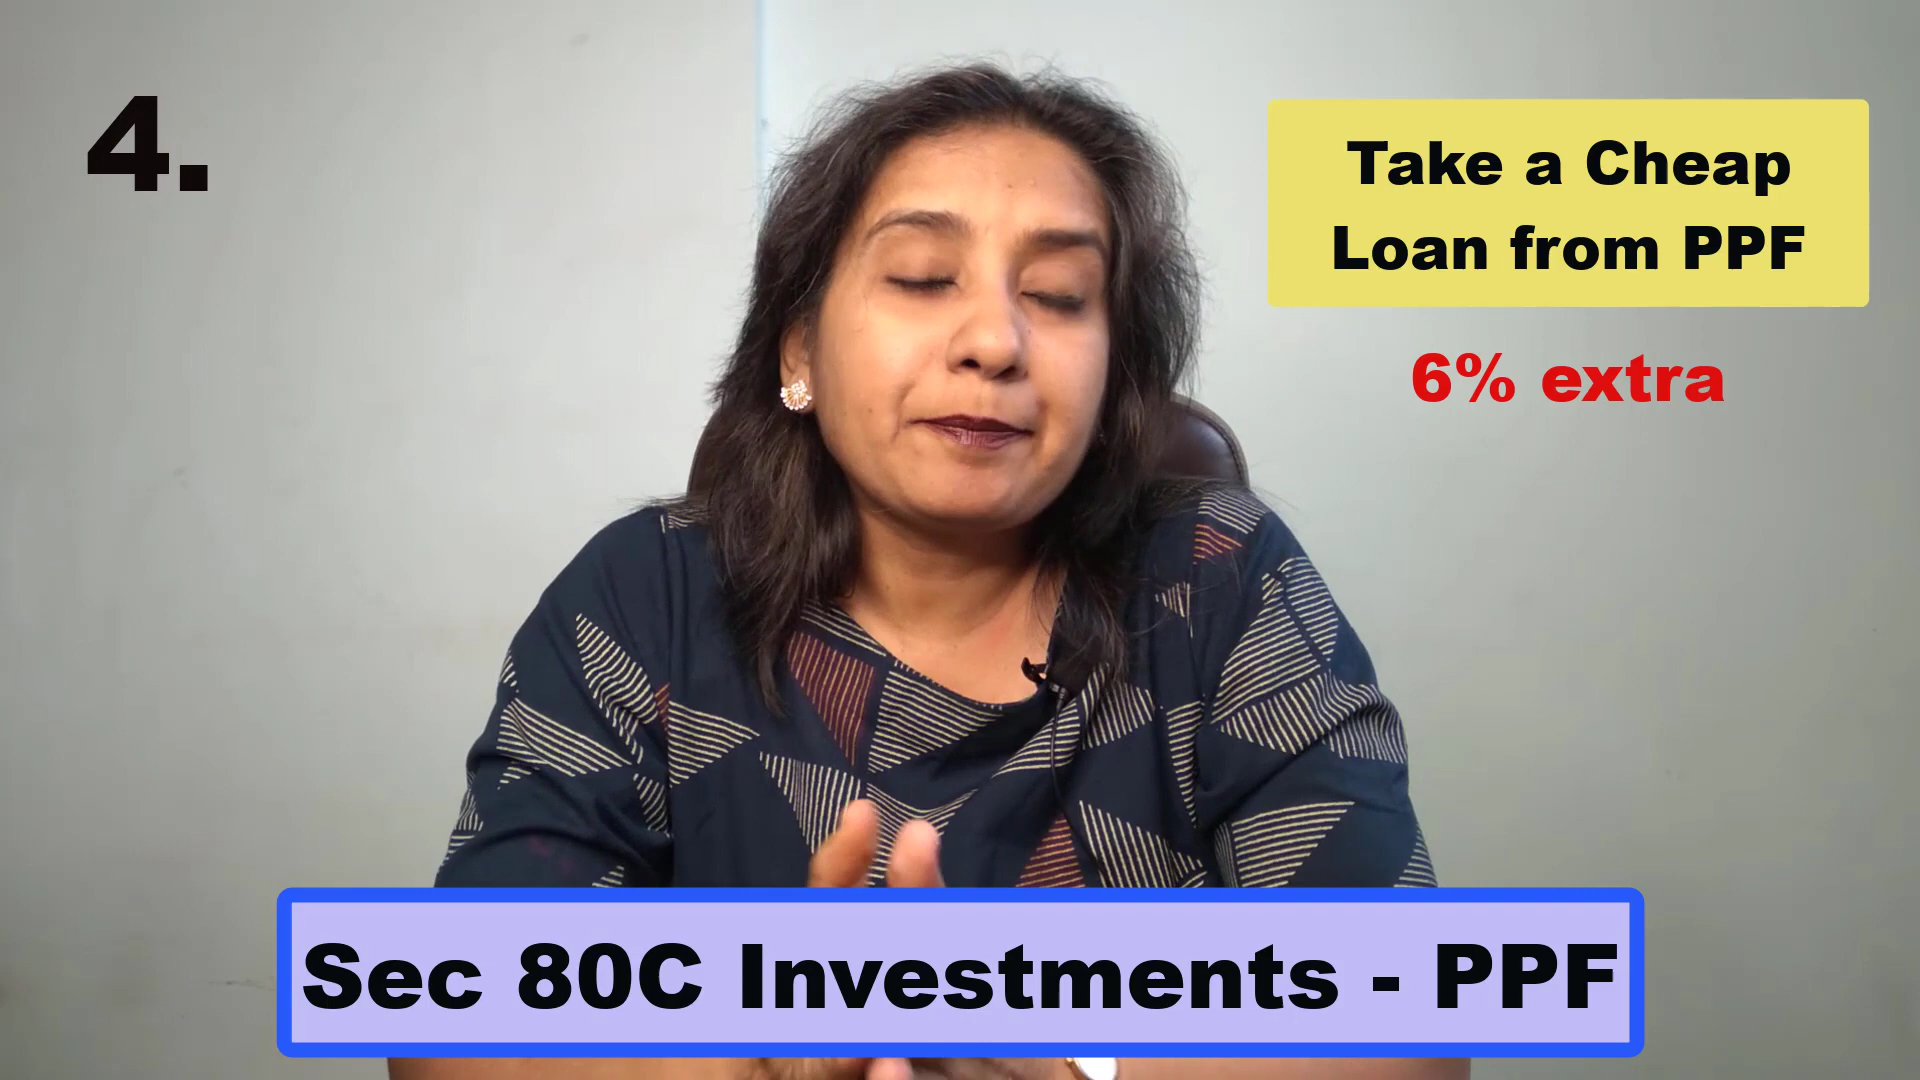 4.
Take a Cheap
Loan from PPF
6% extra
Sec 80C Investments - PPF